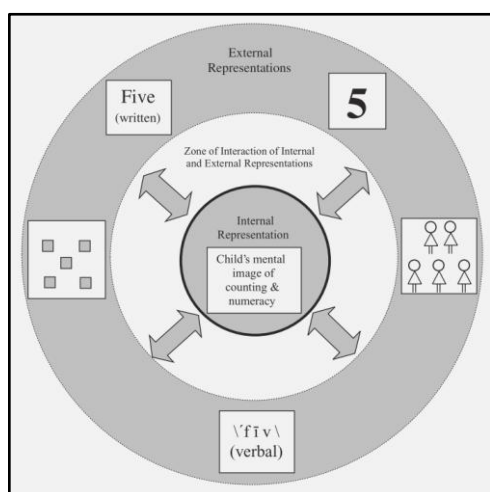 External
Representations
Five
(written)
5
Zone of Interaction of Internal
and External Representations
Internal
Representation
Child's mental
image of
counting &
numeracy
\ˈf ī v \
(verbal)